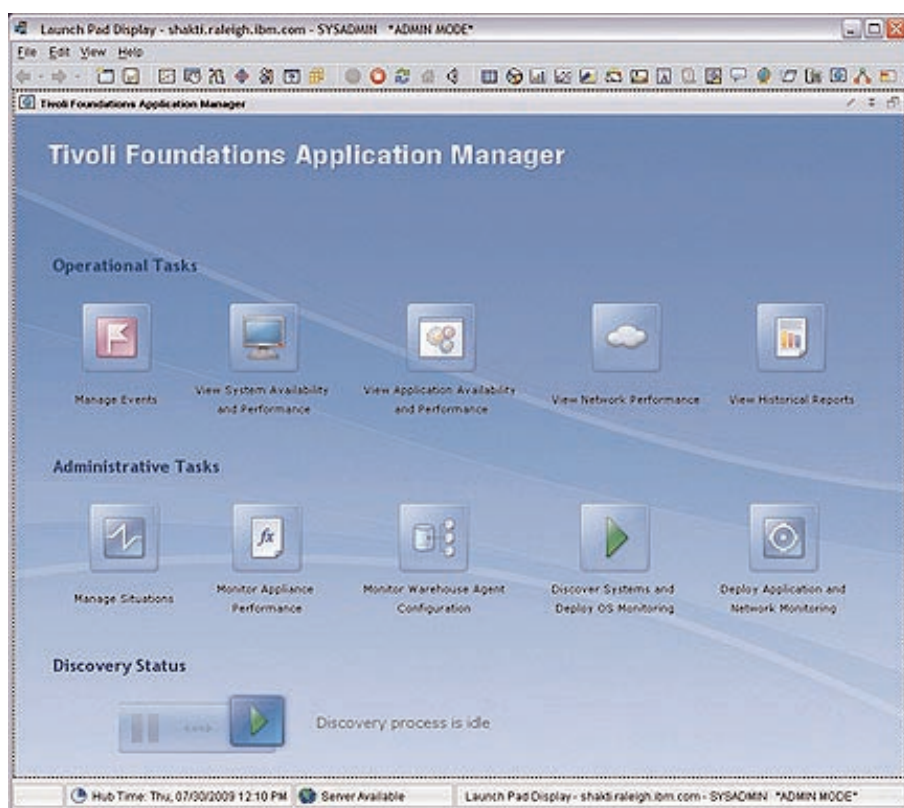 Launch Pad Display - shakti.raleigh.ibm.com - SYSADMIN *ADMIN MODE*
File Edit View Help
Tivoli Foundations Application Manager
Tivoli Foundations Application Manager
Operational Tasks
Manage Events
View System Availability
and Performance
View Application Availability
and Performance
View Network Performance
View Historical Reports
Administrative Tasks
fx
Manage Situations
Monitor Appliance
Performance
Monitor Warehouse Agent
Configuration
Discover Systems and
Deploy OS Monitoring
Deploy Application and
Network Monitoring
Discovery Status
Discovery process is idle
Hub Time: Thu, 07/30/2009 12:10 PM
Server Available
Launch Pad Display - shakti.raleigh.ibm.com - SYSADMIN *ADMIN MODE*